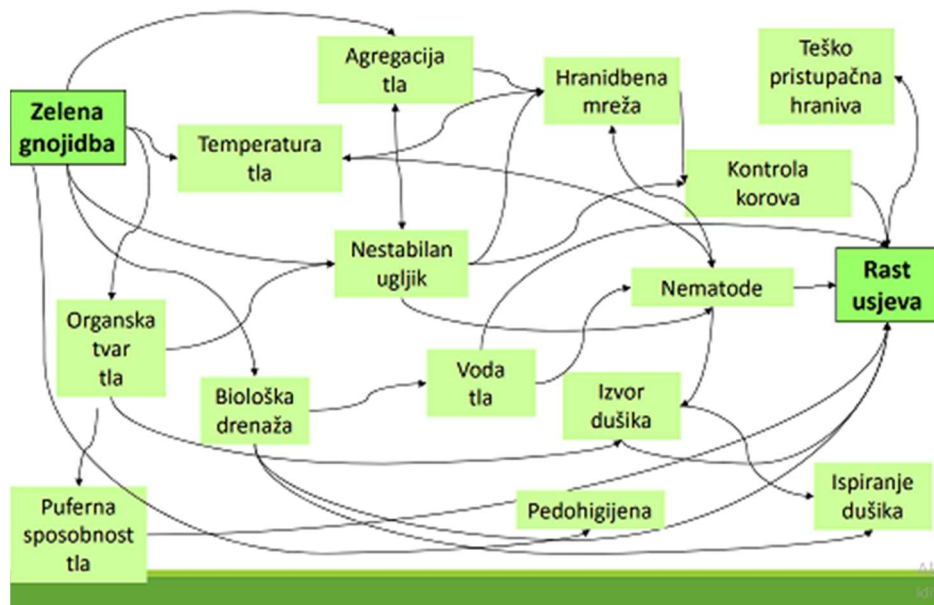 Agregacija
tla
Teško
pristupačna
hraniva
Hranidbena
mreža
Zelena
gnojidba
Temperatura
tla
Kontrola
korova
Nestabilan
ugljik
Rast
usjeva
Nematode
Organska
tvar
tla
Voda
tla
Biološka
drenaža
Izvor
dušika
Puferna
sposobnost
tla
Pedohigijena
Ispiranje
dušika